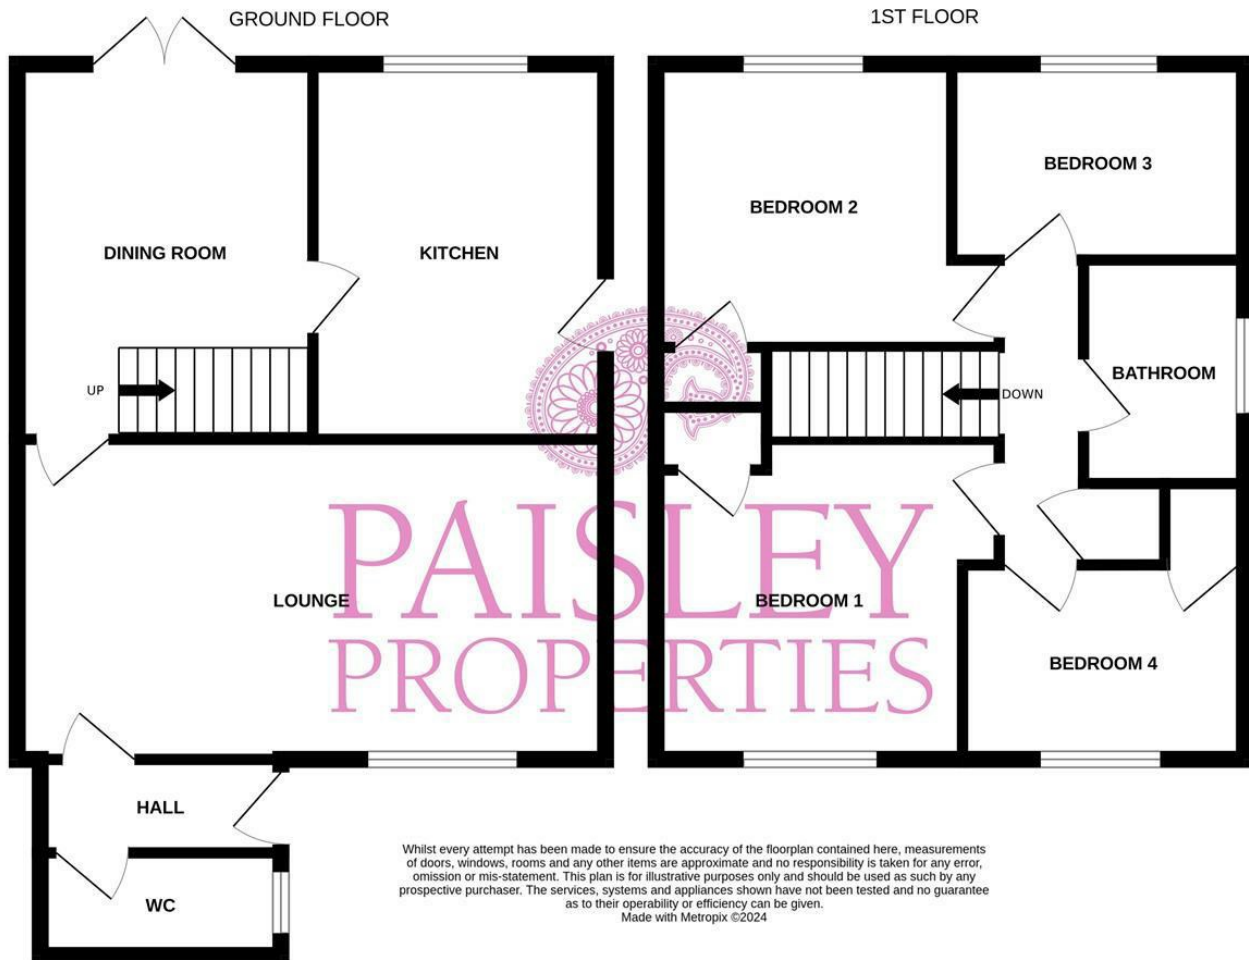 GROUND FLOOR
1ST FLOOR
BEDROOM 3
BEDROOM 2
DINING ROOM
KITCHEN
BATHROOM
UP
DOWN
PAISLEY
PROPERTIES
LOUNGE
BEDROOM 1
BEDROOM 4
HALL
WC
Whilst every attempt has been made to ensure the accuracy of the floorplan contained here, measurements
of doors, windows, rooms and any other items are approximate and no responsibility is taken for any error,
omission or mis-statement. This plan is for illustrative purposes only and should be used as such by any
prospective purchaser. The services, systems and appliances shown have not been tested and no guarantee
as to their operability or efficiency can be given.
Made with Metropix ©2024